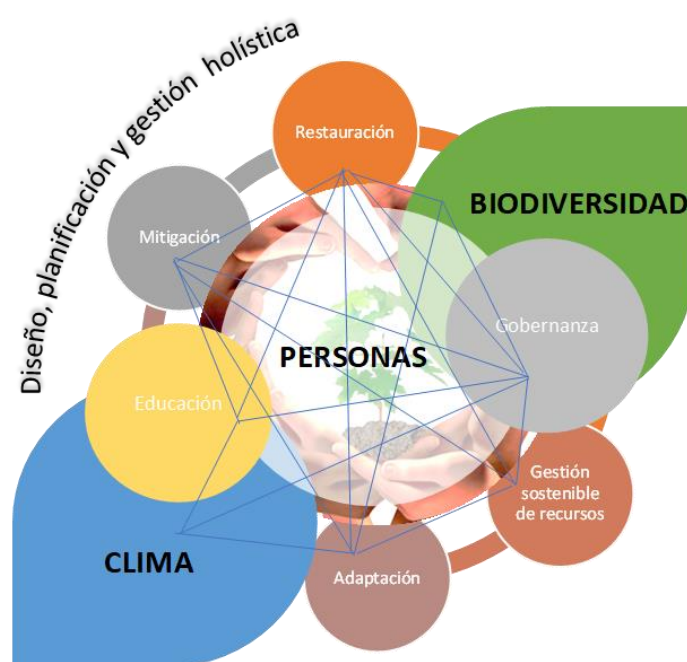 Diseño, planificación y gestión holística
Restauración
BIODIVERSIDAD
Mitigación
Gobernanza
PERSONAS
Educación
Gestión
sostenible
de recursos
CLIMA
Adaptación